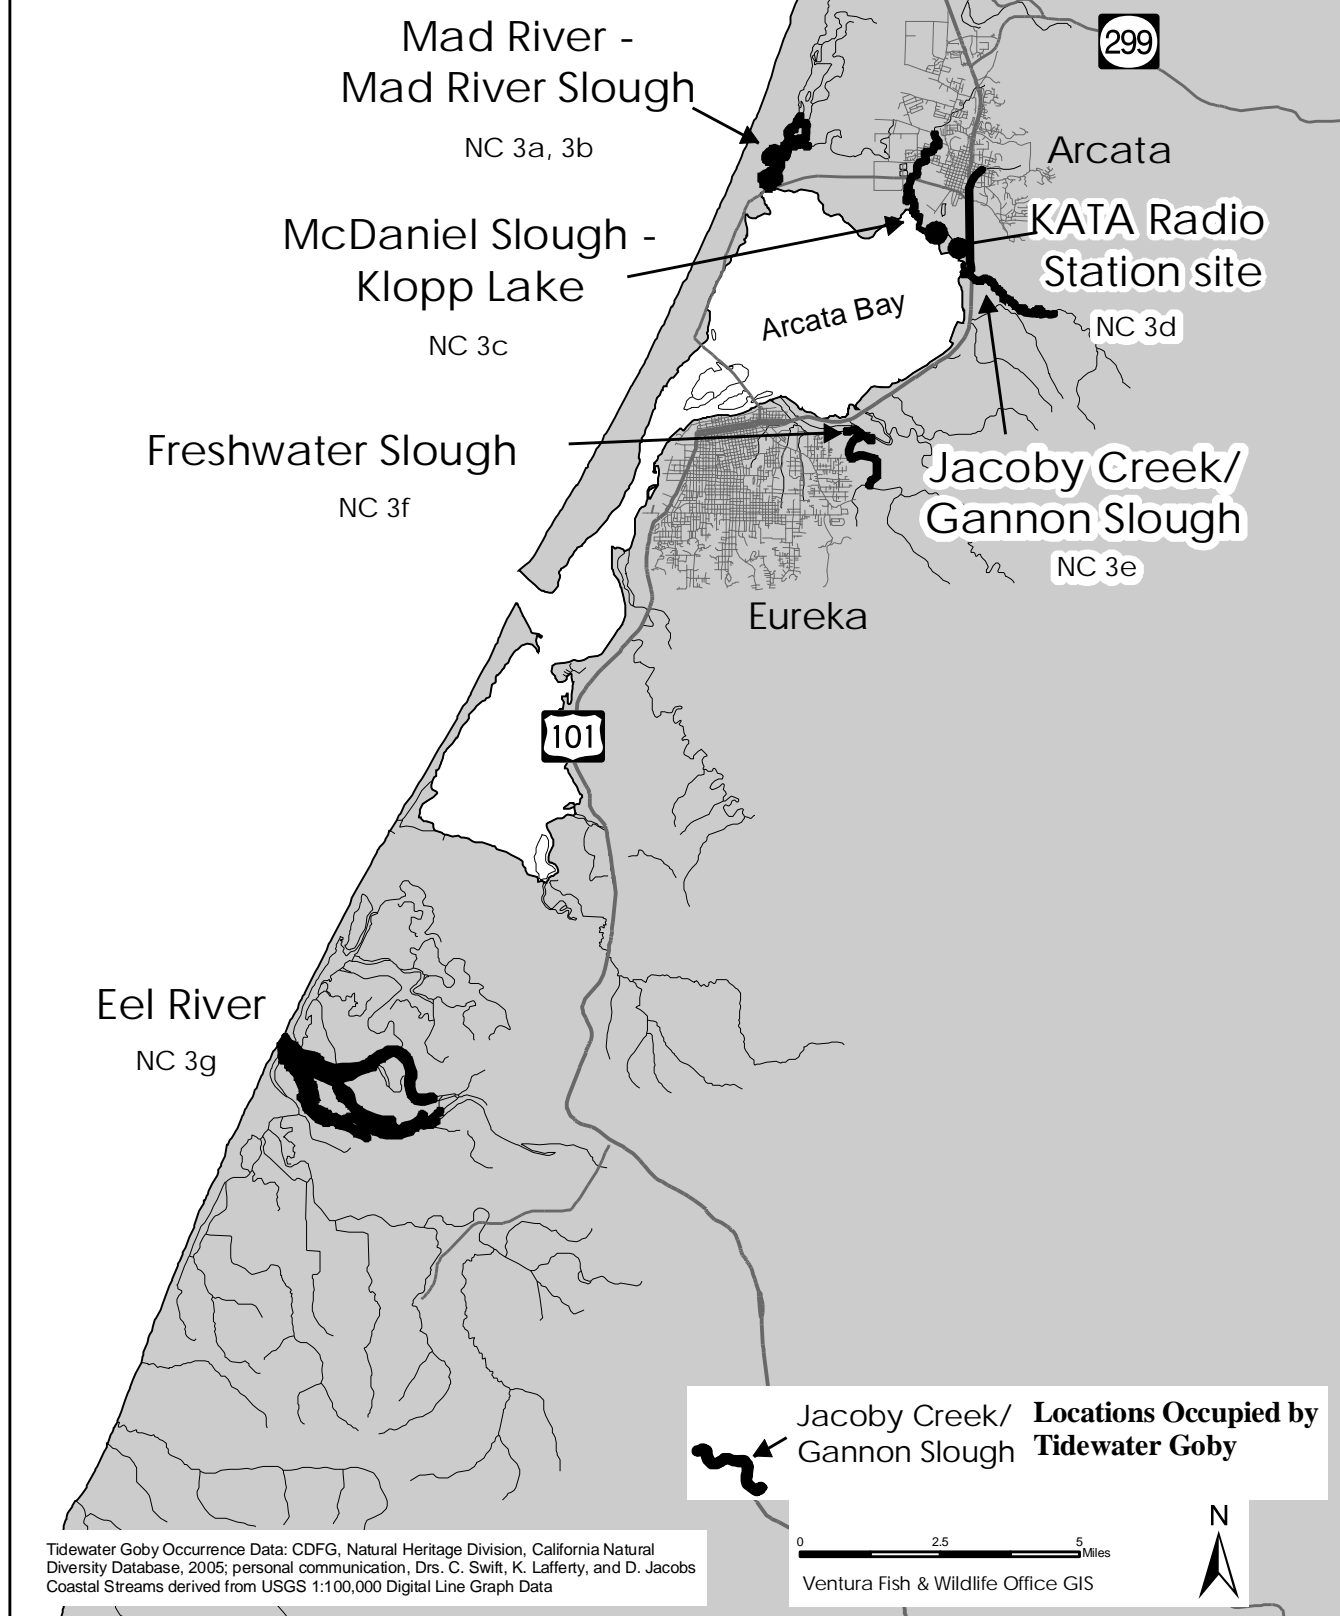 Mad River -
Mad River Slough
NC 3a, 3b
299
Arcata
McDaniel Slough -
Klopp Lake
NC 3c
KATA Radio
Station site
NC 3d
Arcata Bay
Freshwater Slough
NC 3f
Jacoby Creek/
Gannon Slough
NC 3e
Eureka
101
Eel River
NC 3g
Jacoby Creek/
Gannon Slough
Locations Occupied by
Tidewater Goby
Tidewater Goby Occurrence Data: CDFG, Natural Heritage Division, California Natural
Diversity Database, 2005; personal communication, Drs. C. Swift, K. Lafferty, and D. Jacobs
Coastal Streams derived from USGS 1:100,000 Digital Line Graph Data
0 2.5 5
Miles
Ventura Fish & Wildlife Office GIS
N